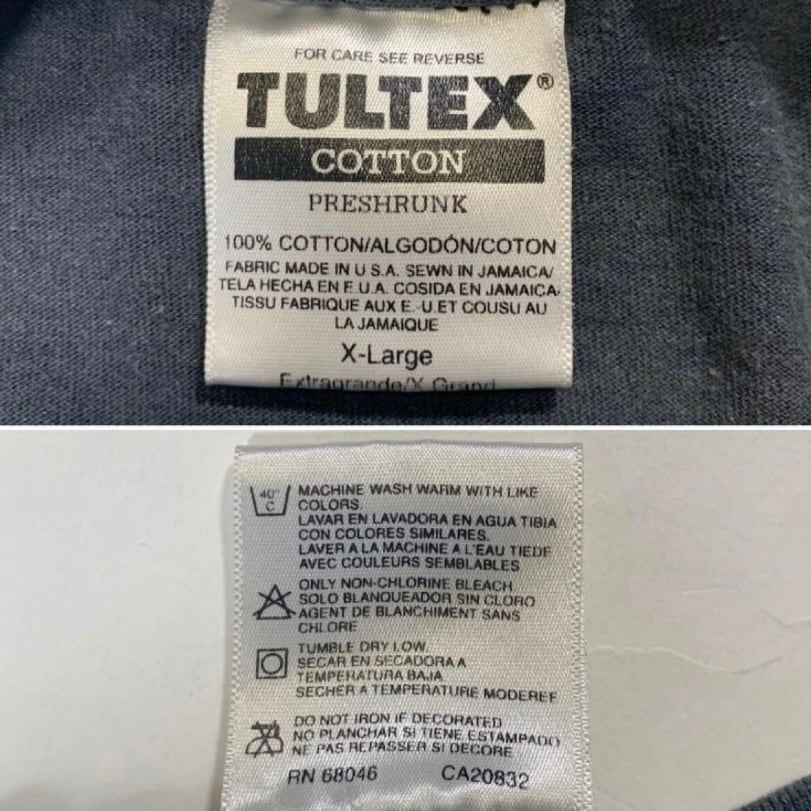 FOR CARE SEE REVERSE
TULTEX®
COTTON
PRESHRUNK
100% COTTON/ALGODÓN/COTON
FABRIC MADE IN U.S.A. SEWN IN JAMAICA/
TELA HECHA EN E.U.A. COSIDA EN JAMAICA/
TISSU FABRIQUE AUX E.-U.ET COUSU AU
LA JAMAIQUE
X-Large
Extragrande/X Grand
40°
C
MACHINE WASH WARM WITH LIKE
COLORS.
LAVAR EN LAVADORA EN AGUA TIBIA
CON COLORES SIMILARES.
LAVER A LA MACHINE A L'EAU TIEDE
AVEC COULEURS SEMBLABLES
ONLY NON-CHLORINE BLEACH
SOLO BLANQUEADOR SIN CLORO
AGENT DE BLANCHIMENT SANS
CHLORE
TUMBLE DRY LOW.
SECAR EN SECADORA A
TEMPERATURA BAJA
SECHER A TEMPERATURE MODEREE
DO NOT IRON IF DECORATED
NO PLANCHAR SI TIENE ESTAMPADO
NE PAS REPASSER SI DECORE
RN 68046 CA20832